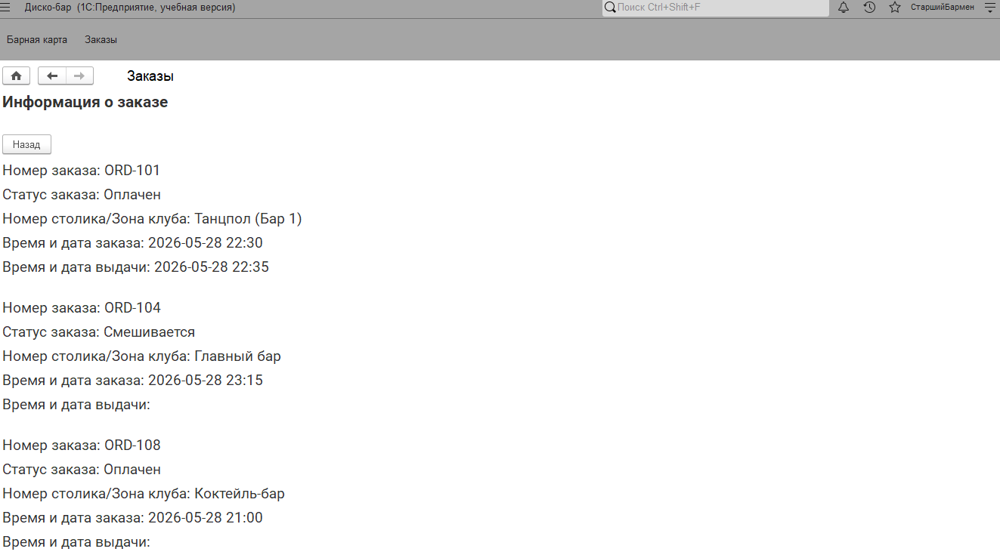 Диско-бар (1С:Предприятие, учебная версия) Поиск Ctrl+Shift+F СтаршийБармен
Барная карта Заказы
Заказы
Информация о заказе
Назад
Номер заказа: ORD-101
Статус заказа: Оплачен
Номер столика/Зона клуба: Танцпол (Бар 1)
Время и дата заказа: 2026-05-28 22:30
Время и дата выдачи: 2026-05-28 22:35
Номер заказа: ORD-104
Статус заказа: Смешивается
Номер столика/Зона клуба: Главный бар
Время и дата заказа: 2026-05-28 23:15
Время и дата выдачи:
Номер заказа: ORD-108
Статус заказа: Оплачен
Номер столика/Зона клуба: Коктейль-бар
Время и дата заказа: 2026-05-28 21:00
Время и дата выдачи: